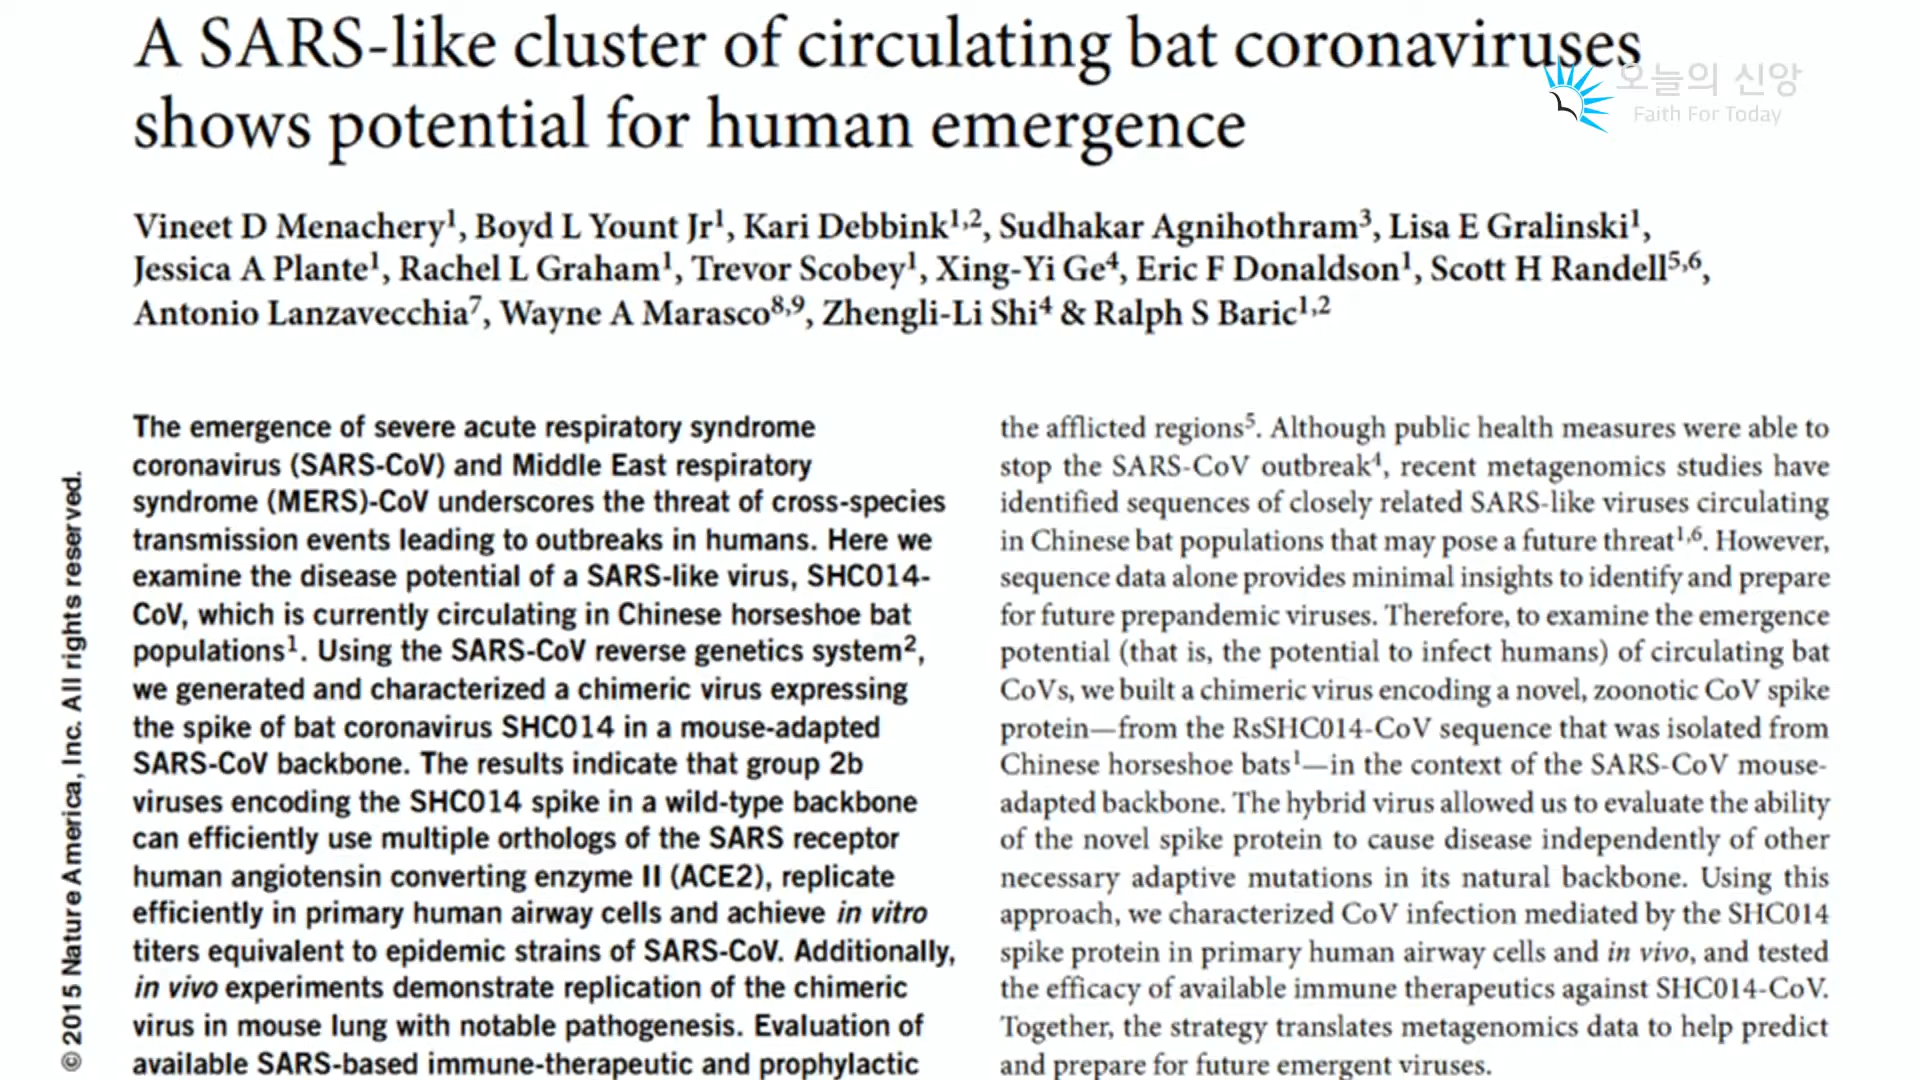 A SARS-like cluster of circulating bat coronaviruses
shows potential for human emergence
오늘의 신앙
Faith For Today
Vineet D Menachery1, Boyd L Yount Jr1, Kari Debbink1,2, Sudhakar Agnihothram3, Lisa E Gralinski1,
Jessica A Plante1, Rachel L Graham1, Trevor Scobey1, Xing-Yi Ge4, Eric F Donaldson1, Scott H Randell5,6,
Antonio Lanzavecchia7, Wayne A Marasco8,9, Zhengli-Li Shi4 & Ralph S Baric1,2
The emergence of severe acute respiratory syndrome
coronavirus (SARS-CoV) and Middle East respiratory
syndrome (MERS)-CoV underscores the threat of cross-species
transmission events leading to outbreaks in humans. Here we
examine the disease potential of a SARS-like virus, SHC014-
CoV, which is currently circulating in Chinese horseshoe bat
populations1. Using the SARS-CoV reverse genetics system2,
we generated and characterized a chimeric virus expressing
the spike of bat coronavirus SHC014 in a mouse-adapted
SARS-CoV backbone. The results indicate that group 2b
viruses encoding the SHC014 spike in a wild-type backbone
can efficiently use multiple orthologs of the SARS receptor
human angiotensin converting enzyme II (ACE2), replicate
efficiently in primary human airway cells and achieve in vitro
titers equivalent to epidemic strains of SARS-CoV. Additionally,
in vivo experiments demonstrate replication of the chimeric
virus in mouse lung with notable pathogenesis. Evaluation of
available SARS-based immune-therapeutic and prophylactic
the afflicted regions5. Although public health measures were able to
stop the SARS-CoV outbreak4, recent metagenomics studies have
identified sequences of closely related SARS-like viruses circulating
in Chinese bat populations that may pose a future threat1,6. However,
sequence data alone provides minimal insights to identify and prepare
for future prepandemic viruses. Therefore, to examine the emergence
potential (that is, the potential to infect humans) of circulating bat
CoVs, we built a chimeric virus encoding a novel, zoonotic CoV spike
protein—from the RsSHC014-CoV sequence that was isolated from
Chinese horseshoe bats1—in the context of the SARS-CoV mouse-
adapted backbone. The hybrid virus allowed us to evaluate the ability
of the novel spike protein to cause disease independently of other
necessary adaptive mutations in its natural backbone. Using this
approach, we characterized CoV infection mediated by the SHC014
spike protein in primary human airway cells and in vivo, and tested
the efficacy of available immune therapeutics against SHC014-CoV.
Together, the strategy translates metagenomics data to help predict
and prepare for future emergent viruses.
© 2015 Nature America, Inc. All rights reserved.